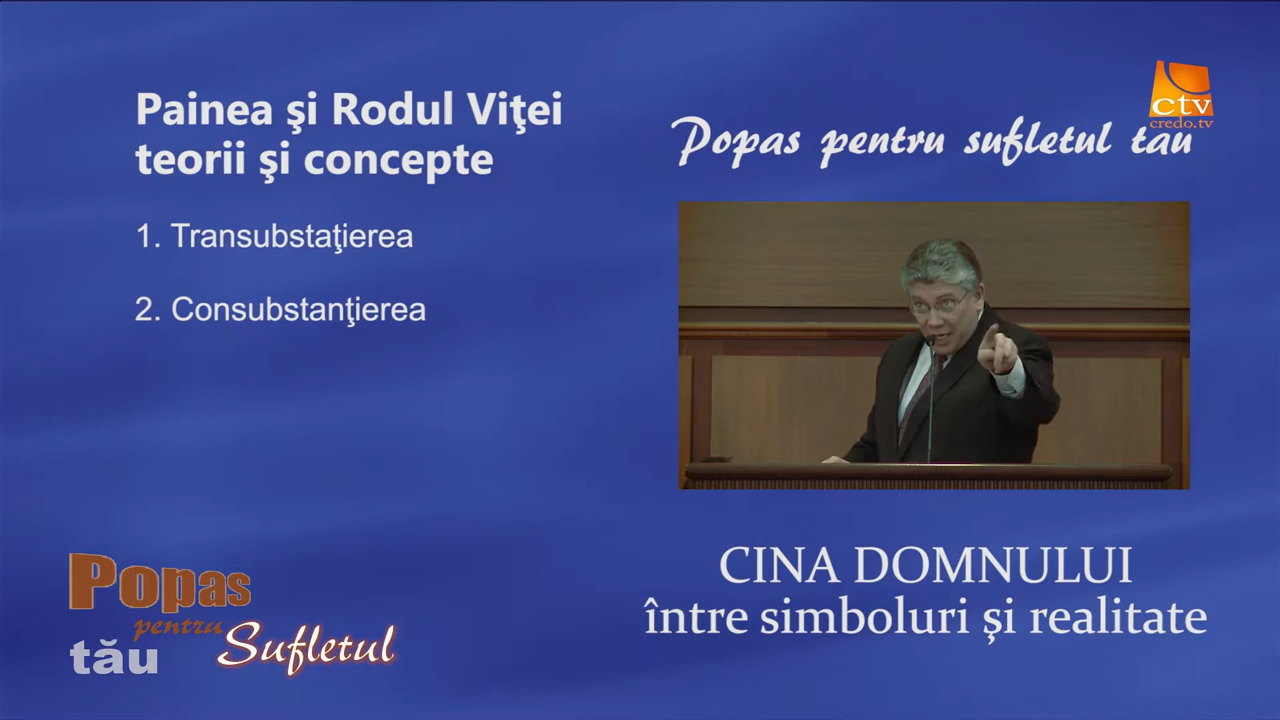 Painea şi Rodul Viţei
teorii şi concepte
1. Transubstaţierea
2. Consubstanţierea
ctv
credo.tv
Popas pentru sufletul tau
CINA DOMNULUI
între simboluri şi realitate
Popas
pentru
Sufletul
tău